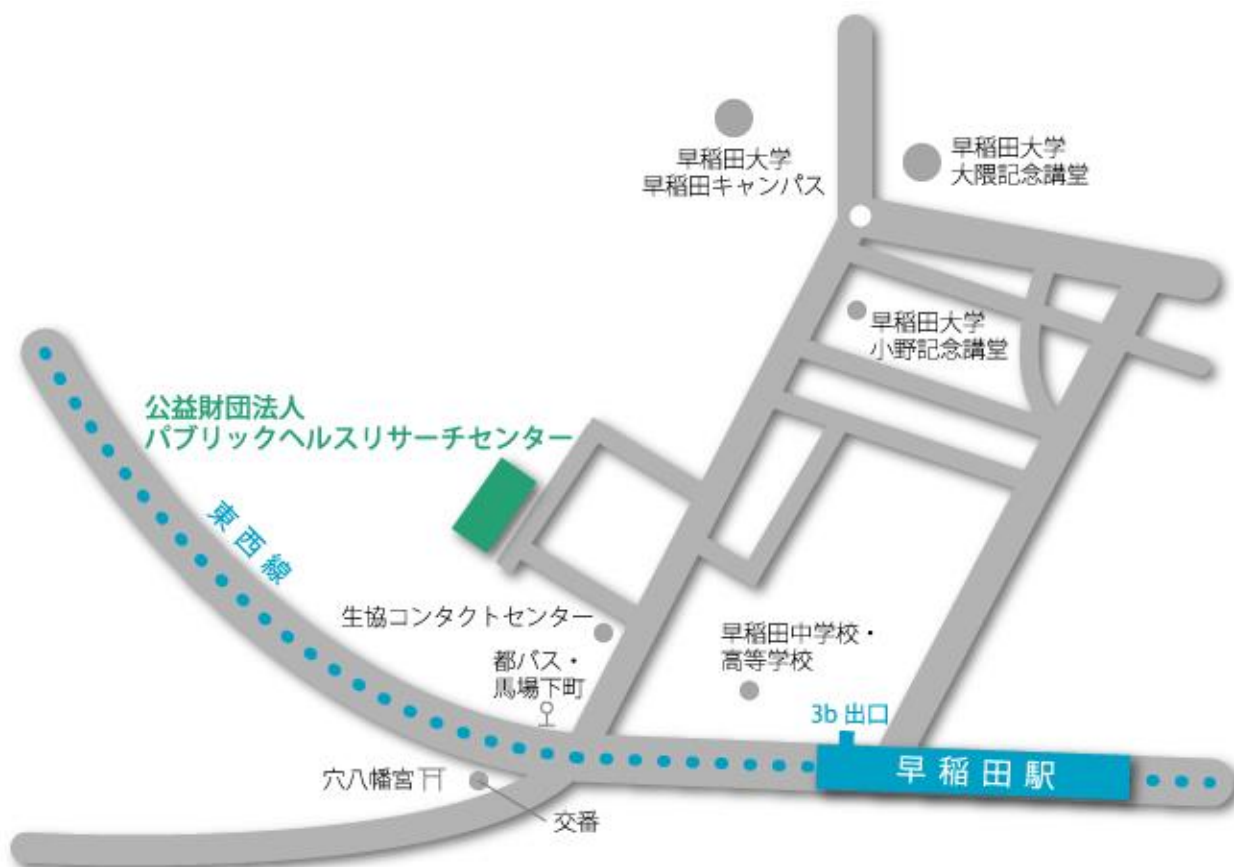 早稲田大学
早稲田キャンパス
早稲田大学
大隈記念講堂
早稲田大学
小野記念講堂
公益財団法人
パブリックヘルスリサーチセンター
東西線
生協コンタクトセンター
都バス・
馬場下町
早稲田中学校・
高等学校
3b 出口
早稲田駅
穴八幡宮
交番